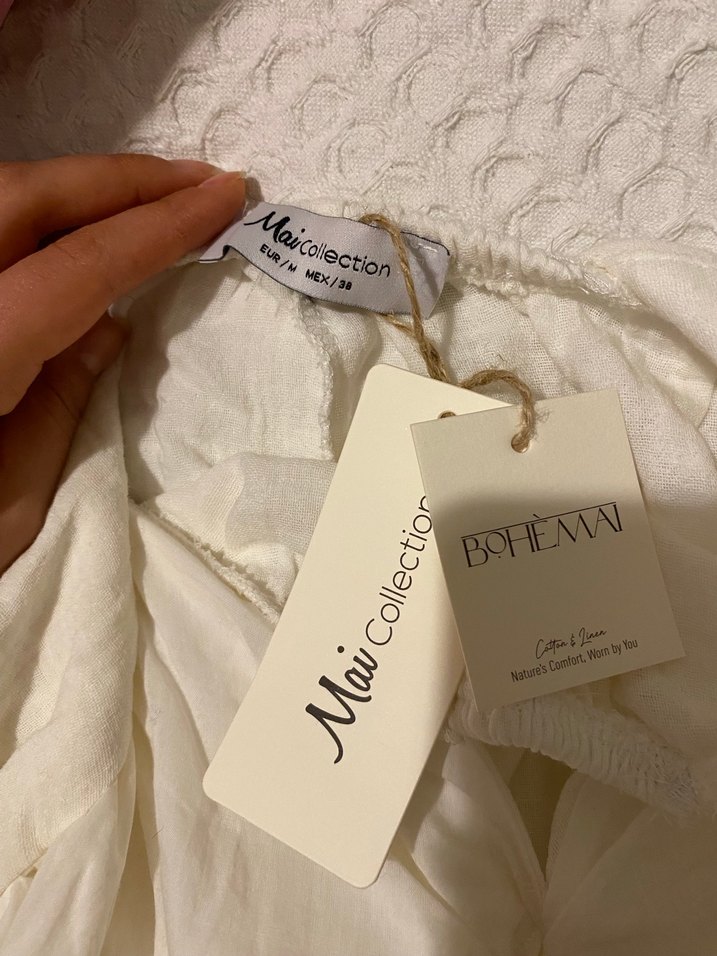 Mai Collection
EUR/M MEX/38
Mai Collection
BOHÈMAI
Cotton & Linen
Nature's Comfort, Worn by You